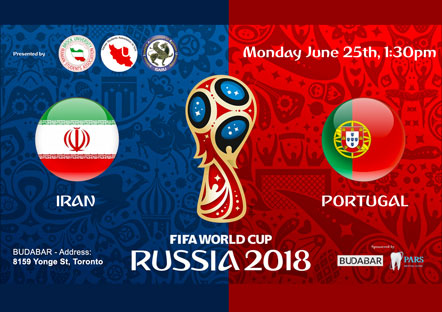 Presented by
Monday June 25th, 1:30pm
IRAN
PORTUGAL
FIFA WORLD CUP
RUSSIA 2018
BUDABAR - Address:
8159 Yonge St, Toronto
Sponsored by
BUDABAR
PARS